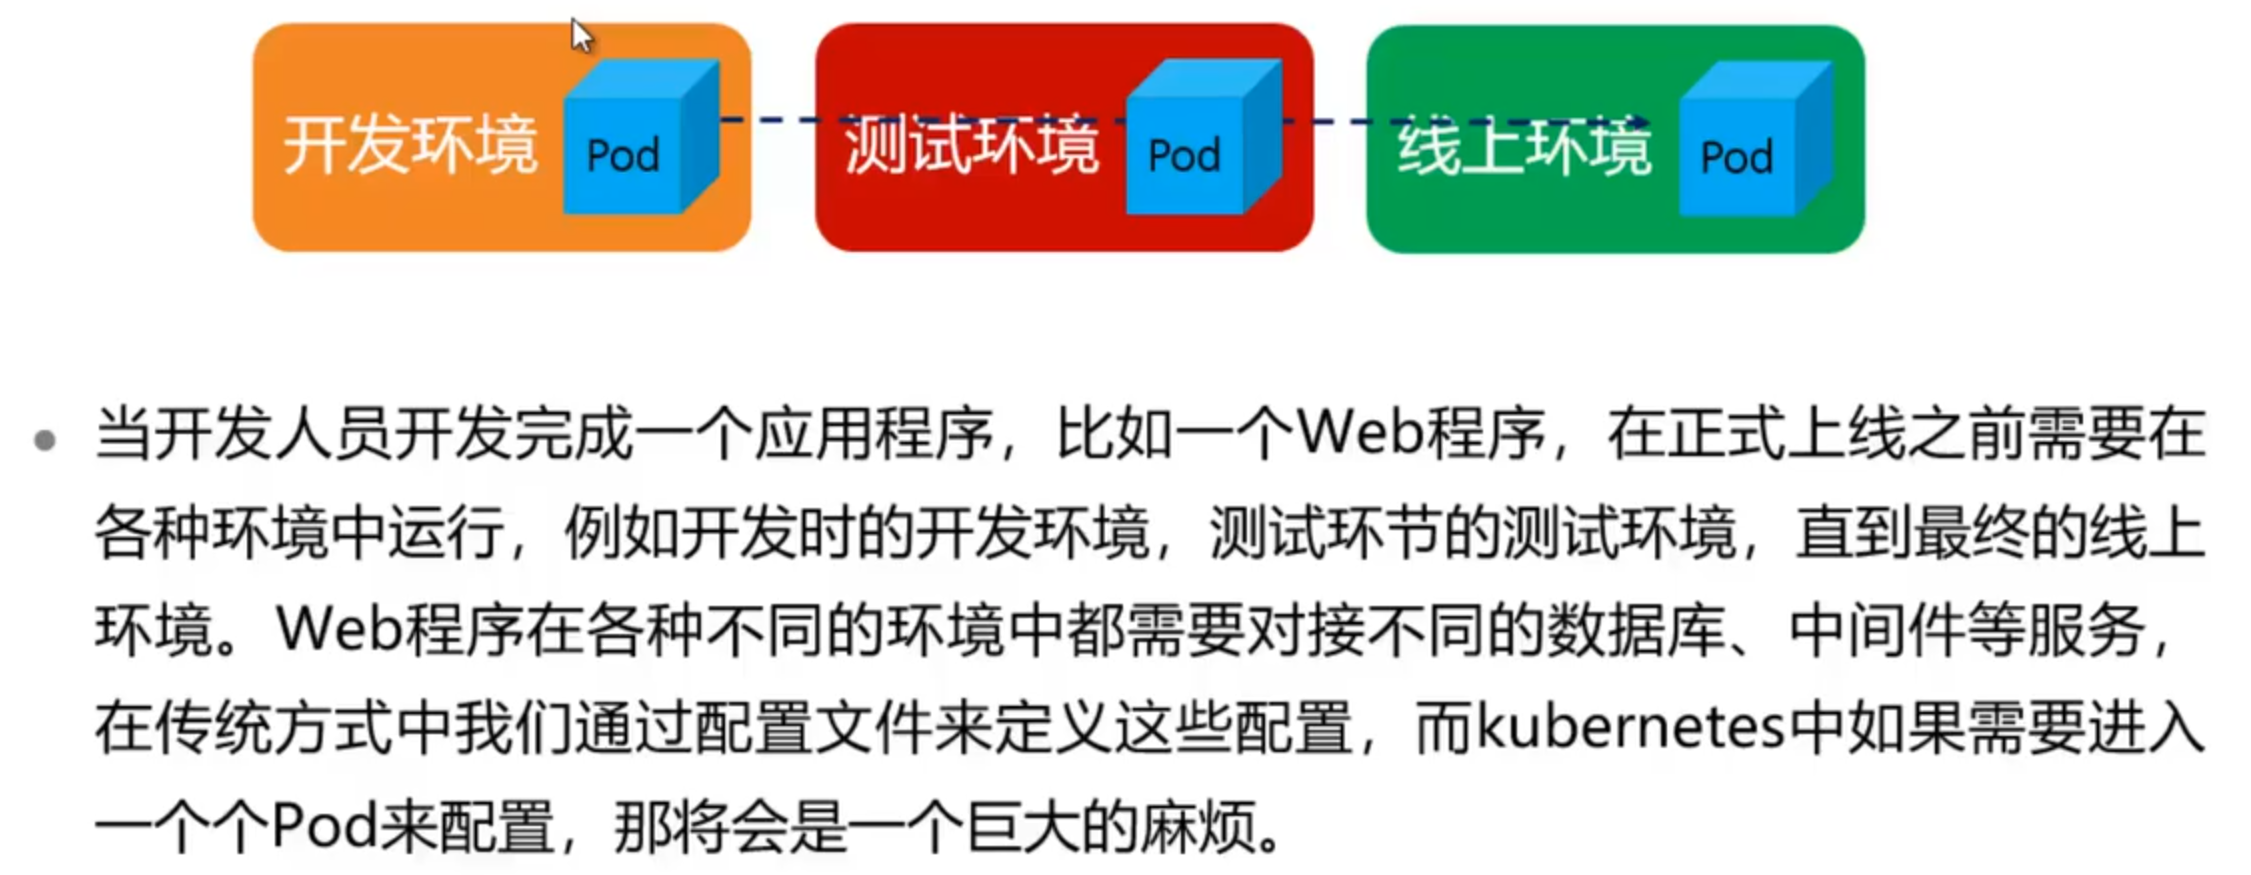 开发环境 Pod 测试环境 Pod 线上环境 Pod
当开发人员开发完成一个应用程序，比如一个Web程序，在正式上线之前需要在
各种环境中运行，例如开发时的开发环境，测试环节的测试环境，直到最终的线上
环境。Web程序在各种不同的环境中都需要对接不同的数据库、中间件等服务，
在传统方式中我们通过配置文件来定义这些配置，而kubernetes中如果需要进入
一个个Pod来配置，那将会是一个巨大的麻烦。